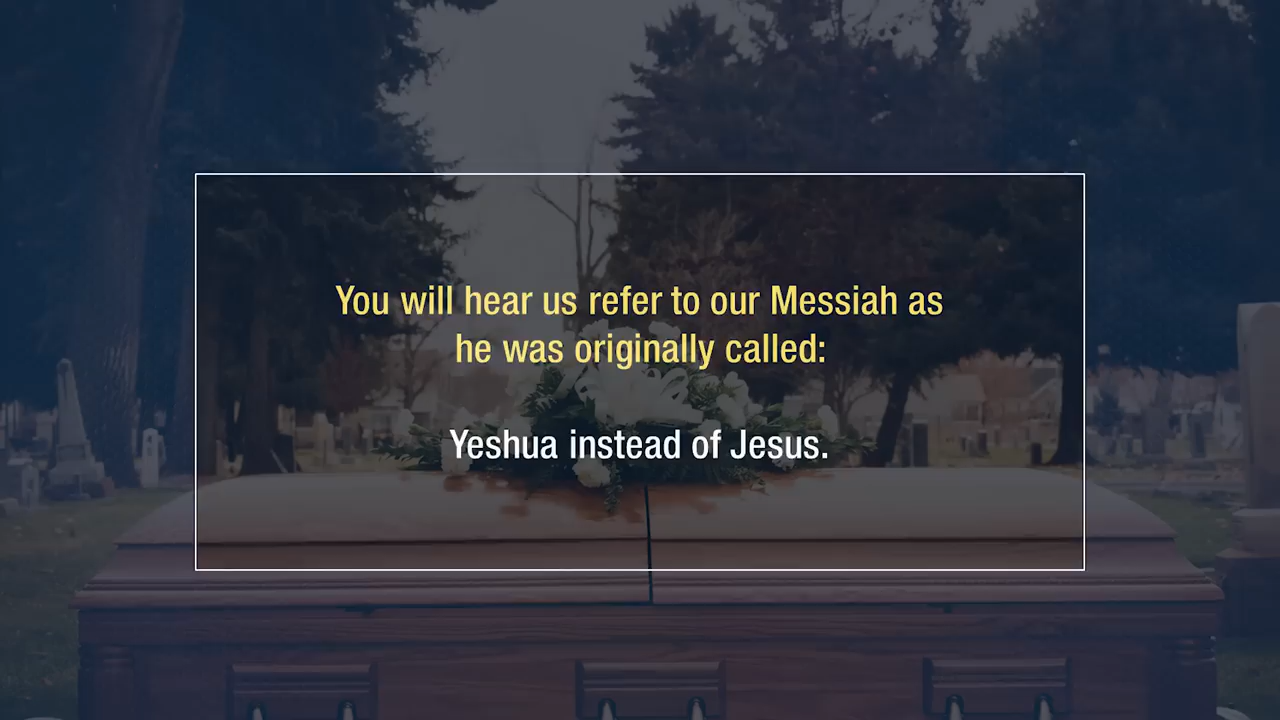 You will hear us refer to our Messiah as
he was originally called:
Yeshua instead of Jesus.